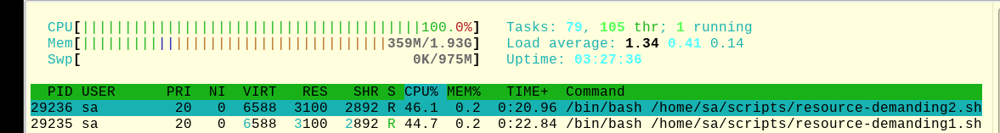 CPU[||||||||||||||||||||||||||||||||||||||||100.0%] Tasks: 79, 105 thr; 1 running
Mem[||||||||||||||||||||||||||||||||||||359M/1.93G] Load average: 1.34 0.41 0.14
Swp[ 0K/975M] Uptime: 03:27:36
PID USER PRI NI VIRT RES SHR S CPU% MEM% TIME+ Command
29236 sa 20 0 6588 3100 2892 R 46.1 0.2 0:20.96 /bin/bash /home/sa/scripts/resource-demanding2.sh
29235 sa 20 0 6588 3100 2892 R 44.7 0.2 0:22.84 /bin/bash /home/sa/scripts/resource-demanding1.sh